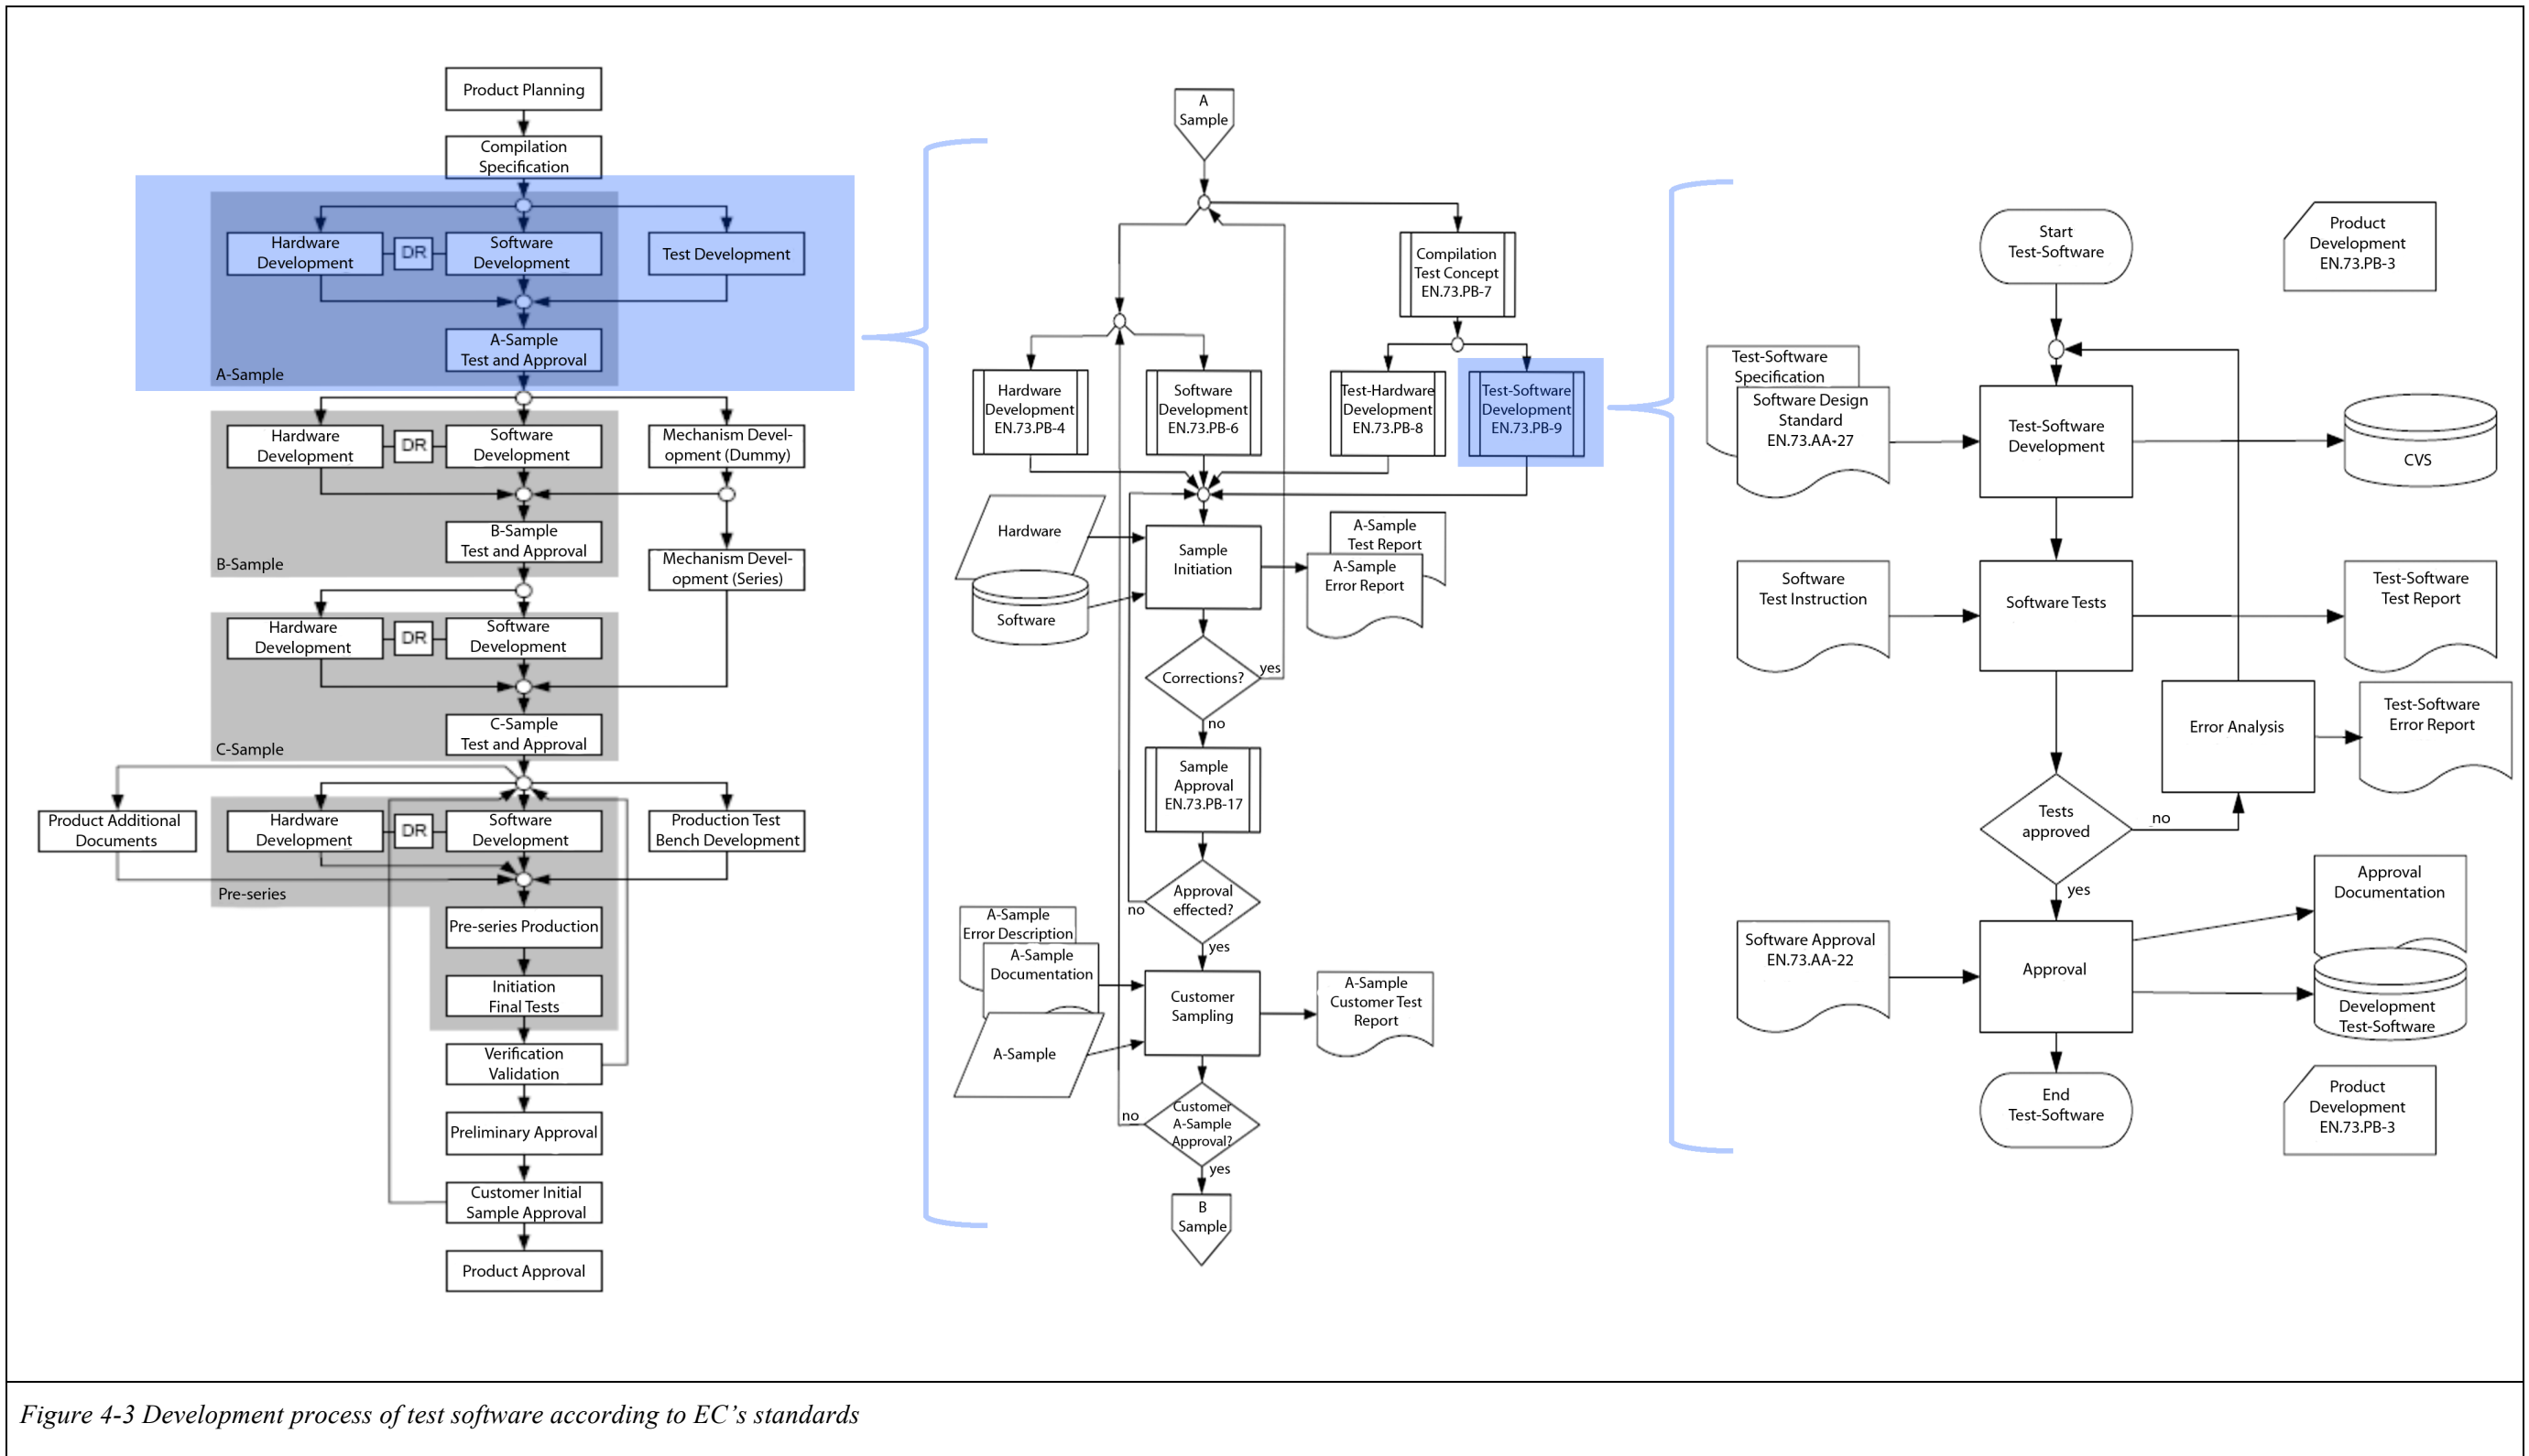 Product Planning
Compilation
Specification
Hardware
Development
DR
Software
Development
Test Development
A-Sample
Test and Approval
A-Sample
Hardware
Development
DR
Software
Development
Mechanism Devel-
opment (Dummy)
B-Sample
Test and Approval
B-Sample
Mechanism Devel-
opment (Series)
Hardware
Development
DR
Software
Development
C-Sample
Test and Approval
C-Sample
Product Additional
Documents
Hardware
Development
DR
Software
Development
Production Test
Bench Development
Pre-series
Pre-series Production
Initiation
Final Tests
Verification
Validation
Preliminary Approval
Customer Initial
Sample Approval
Product Approval
A
Sample
Compilation
Test Concept
EN.73.PB-7
Hardware
Development
EN.73.PB-4
Software
Development
EN.73.PB-6
Test-Hardware
Development
EN.73.PB-8
Test-Software
Development
EN.73.PB-9
Hardware
Software
Sample
Initiation
A-Sample
Test Report
A-Sample
Error Report
Corrections?
yes
no
Sample
Approval
EN.73.PB-17
Approval
effected?
no
yes
A-Sample
Error Description
A-Sample
Documentation
A-Sample
Customer
Sampling
A-Sample
Customer Test
Report
Customer
A-Sample
Approval?
no
yes
B
Sample
Start
Test-Software
Product
Development
EN.73.PB-3
Test-Software
Specification
Software Design
Standard
EN.73.AA-27
Test-Software
Development
CVS
Software
Test Instruction
Software Tests
Test-Software
Test Report
Error Analysis
Test-Software
Error Report
Tests
approved
no
yes
Software Approval
EN.73.AA-22
Approval
Approval
Documentation
Development
Test-Software
End
Test-Software
Product
Development
EN.73.PB-3
Figure 4-3 Development process of test software according to EC’s standards